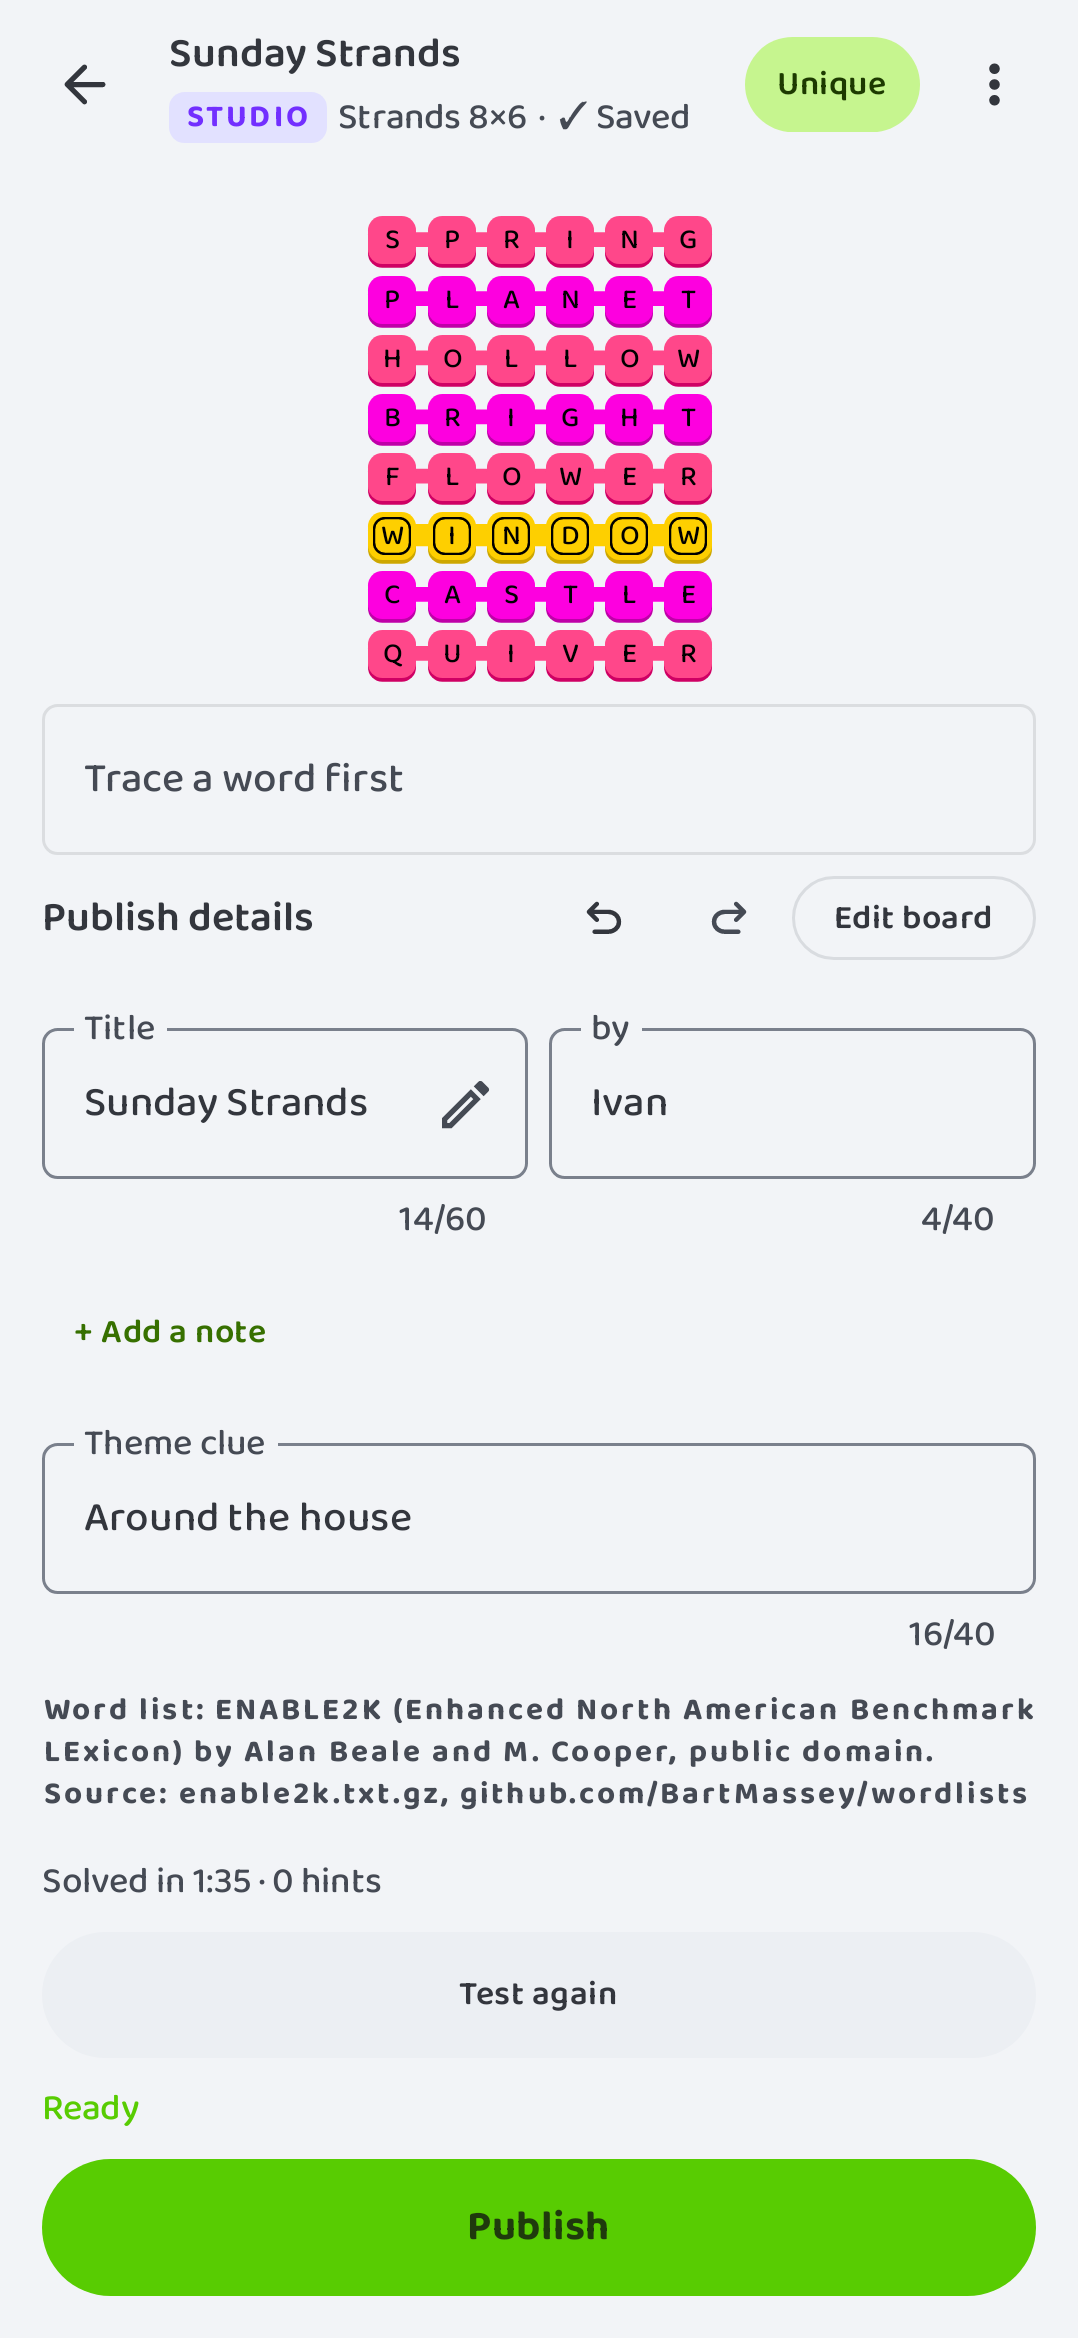 Sunday Strands
STUDIO Strands 8×6 · ✓ Saved
Unique
S P R I N G
P L A N E T
H O L L O W
B R I G H T
F L O W E R
W I N D O W
C A S T L E
Q U I V E R
Trace a word first
Publish details
Edit board
Title
Sunday Strands
14/60
by
Ivan
4/40
+ Add a note
Theme clue
Around the house
16/40
Word list: ENABLE2K (Enhanced North American Benchmark
LExicon) by Alan Beale and M. Cooper, public domain.
Source: enable2k.txt.gz, github.com/BartMassey/wordlists
Solved in 1:35 · 0 hints
Test again
Ready
Publish